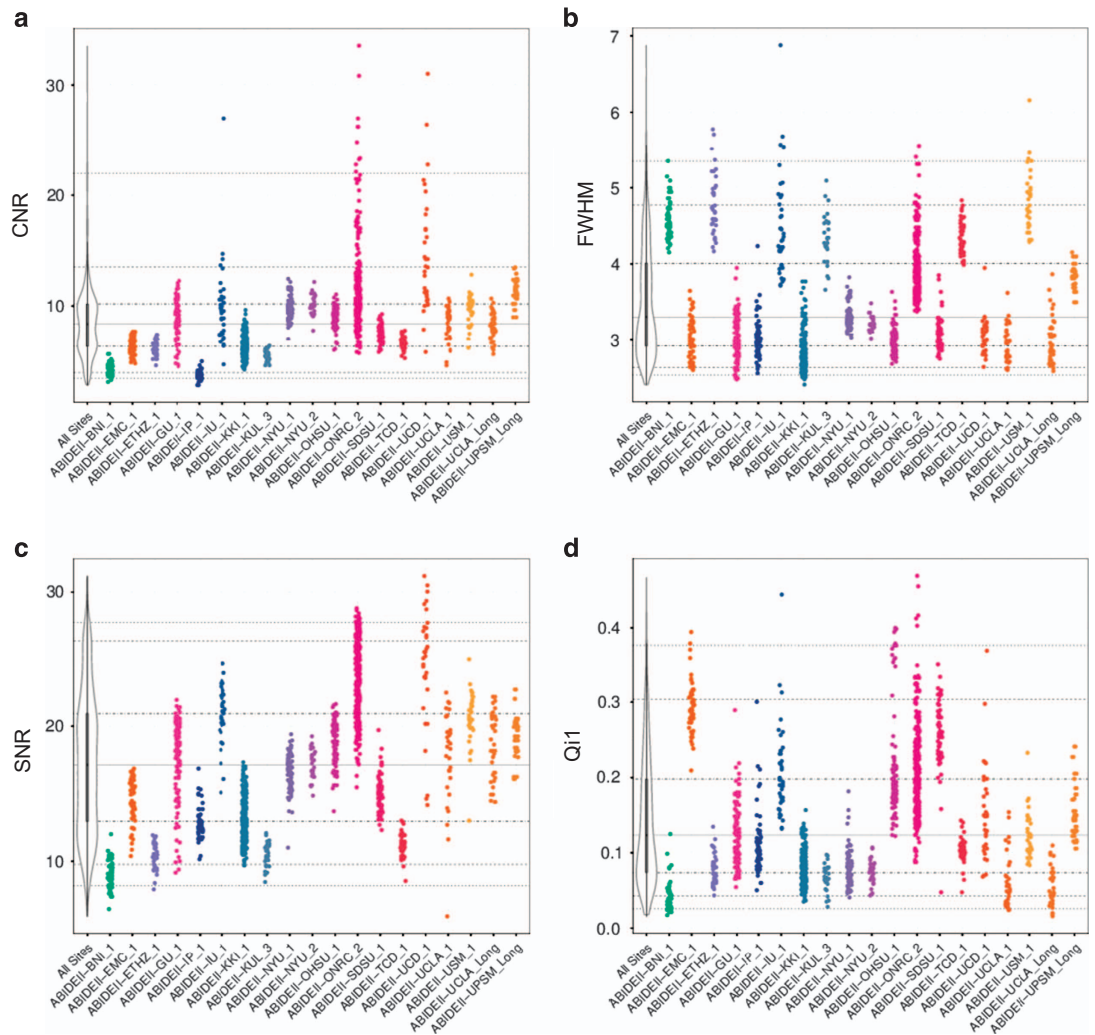 a
30
20
10
CNR
All Sites
ABIDEII-BNI_1
ABIDEII-EMC_1
ABIDEII-ETHZ_1
ABIDEII-GU_1
ABIDEII-IP_1
ABIDEII-IU_1
ABIDEII-KKI_1
ABIDEII-KUL_3
ABIDEII-NYU_1
ABIDEII-NYU_2
ABIDEII-OHSU_1
ABIDEII-ONRC_2
ABIDEII-SDSU_1
ABIDEII-TCD_1
ABIDEII-UCD_1
ABIDEII-UCLA_1
ABIDEII-USM_1
ABIDEII-UCLA_Long
ABIDEII-UPSM_Long
b
7
6
5
4
3
FWHM
All Sites
ABIDEII-BNI_1
ABIDEII-EMC_1
ABIDEII-ETHZ_1
ABIDEII-GU_1
ABIDEII-IP_1
ABIDEII-IU_1
ABIDEII-KKI_1
ABIDEII-KUL_3
ABIDEII-NYU_1
ABIDEII-NYU_2
ABIDEII-OHSU_1
ABIDEII-ONRC_2
ABIDEII-SDSU_1
ABIDEII-TCD_1
ABIDEII-UCD_1
ABIDEII-UCLA_1
ABIDEII-USM_1
ABIDEII-UCLA_Long
ABIDEII-UPSM_Long
c
30
20
10
SNR
All Sites
ABIDEII-BNI_1
ABIDEII-EMC_1
ABIDEII-ETHZ_1
ABIDEII-GU_1
ABIDEII-IP_1
ABIDEII-IU_1
ABIDEII-KKI_1
ABIDEII-KUL_3
ABIDEII-NYU_1
ABIDEII-NYU_2
ABIDEII-OHSU_1
ABIDEII-ONRC_2
ABIDEII-SDSU_1
ABIDEII-TCD_1
ABIDEII-UCD_1
ABIDEII-UCLA_1
ABIDEII-USM_1
ABIDEII-UCLA_Long
ABIDEII-UPSM_Long
d
0.4
0.3
0.2
0.1
0.0
Qi1
All Sites
ABIDEII-BNI_1
ABIDEII-EMC_1
ABIDEII-ETHZ_1
ABIDEII-GU_1
ABIDEII-IP_1
ABIDEII-IU_1
ABIDEII-KKI_1
ABIDEII-KUL_3
ABIDEII-NYU_1
ABIDEII-NYU_2
ABIDEII-OHSU_1
ABIDEII-ONRC_2
ABIDEII-SDSU_1
ABIDEII-TCD_1
ABIDEII-UCD_1
ABIDEII-UCLA_1
ABIDEII-USM_1
ABIDEII-UCLA_Long
ABIDEII-UPSM_Long